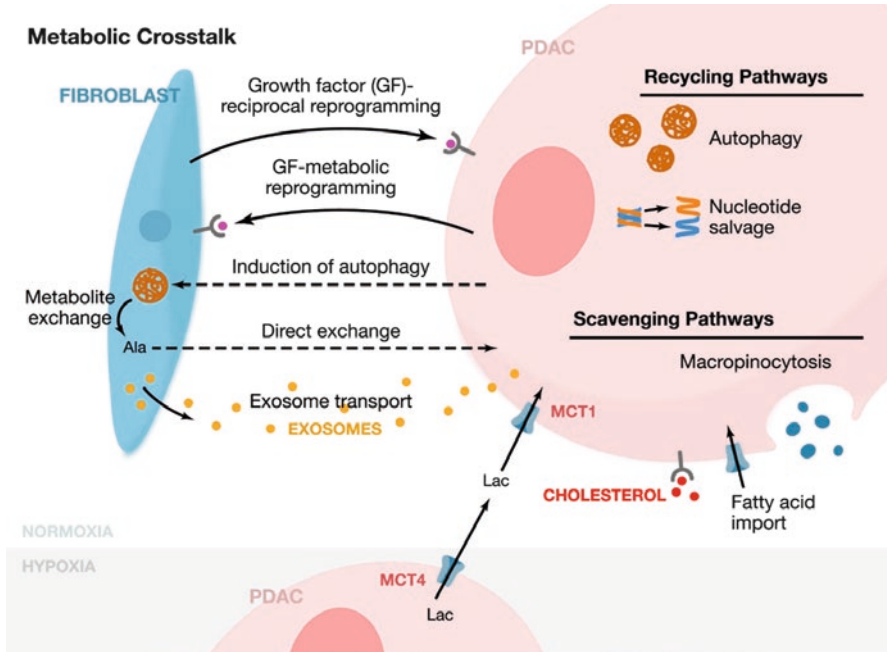 Metabolic Crosstalk
PDAC
FIBROBLAST
Growth factor (GF)-
reciprocal reprogramming
Recycling Pathways
Autophagy
GF-metabolic
reprogramming
Nucleotide
salvage
Induction of autophagy
Metabolite
exchange
Ala
Direct exchange
Scavenging Pathways
Macropinocytosis
Exosome transport
EXOSOMES
MCT1
Lac
CHOLESTEROL
Fatty acid
import
NORMOXIA
HYPOXIA
MCT4
PDAC
Lac